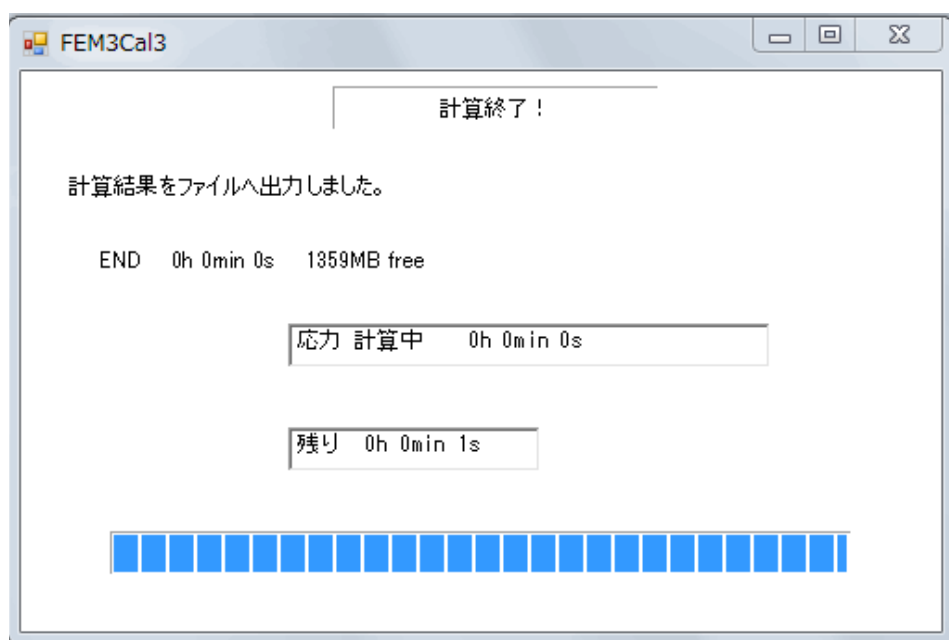 FEM3Cal3
計算終了！
計算結果をファイルへ出力しました。
END 0h 0min 0s 1359MB free
応力 計算中 0h 0min 0s
残り 0h 0min 1s